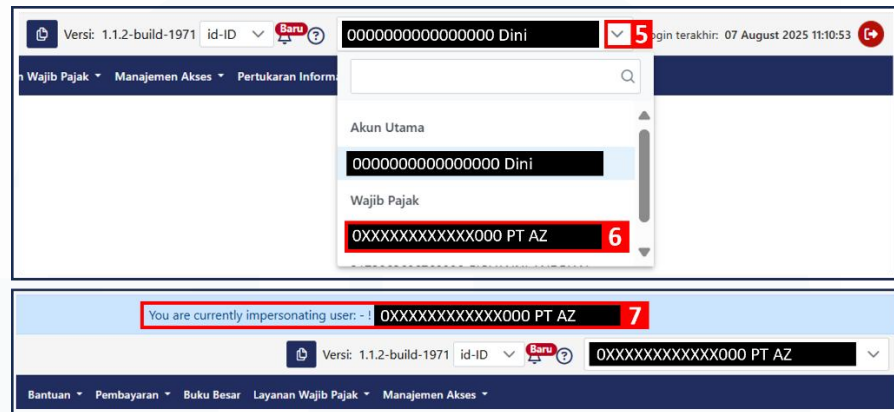 Versi: 1.1.2-build-1971 id-ID Baru ? 0000000000000000 Dini 5 ogin terakhir: 07 August 2025 11:10:53
n Wajib Pajak Manajemen Akses Pertukaran Informa
Akun Utama
0000000000000000 Dini
Wajib Pajak
0XXXXXXXXXXXX000 PT AZ 6
You are currently impersonating user: - ! 0XXXXXXXXXXXX000 PT AZ 7
Versi: 1.1.2-build-1971 id-ID Baru ? 0XXXXXXXXXXXX000 PT AZ
Bantuan Pembayaran Buku Besar Layanan Wajib Pajak Manajemen Akses